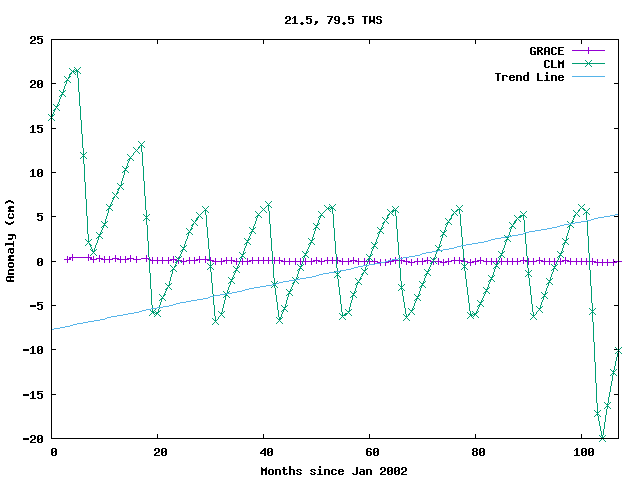 21.5, 79.5 TWS
GRACE
CLM
Trend Line
25
20
15
10
5
0
-5
-10
-15
-20
Anomaly (cm)
0 20 40 60 80 100
Months since Jan 2002